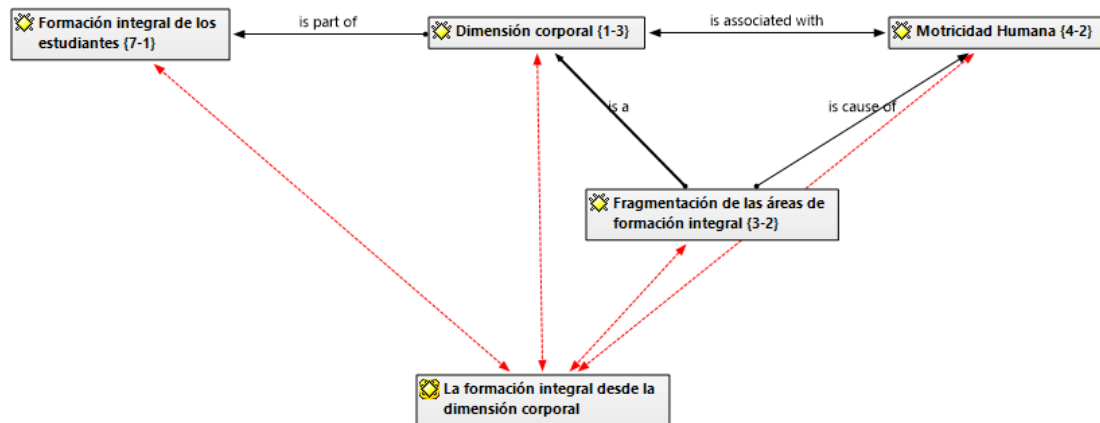 Formación integral de los
estudiantes {7-1}
is part of
Dimensión corporal {1-3}
is associated with
Motricidad Humana {4-2}
is a
is cause of
Fragmentación de las áreas de
formación integral {3-2}
La formación integral desde la
dimensión corporal